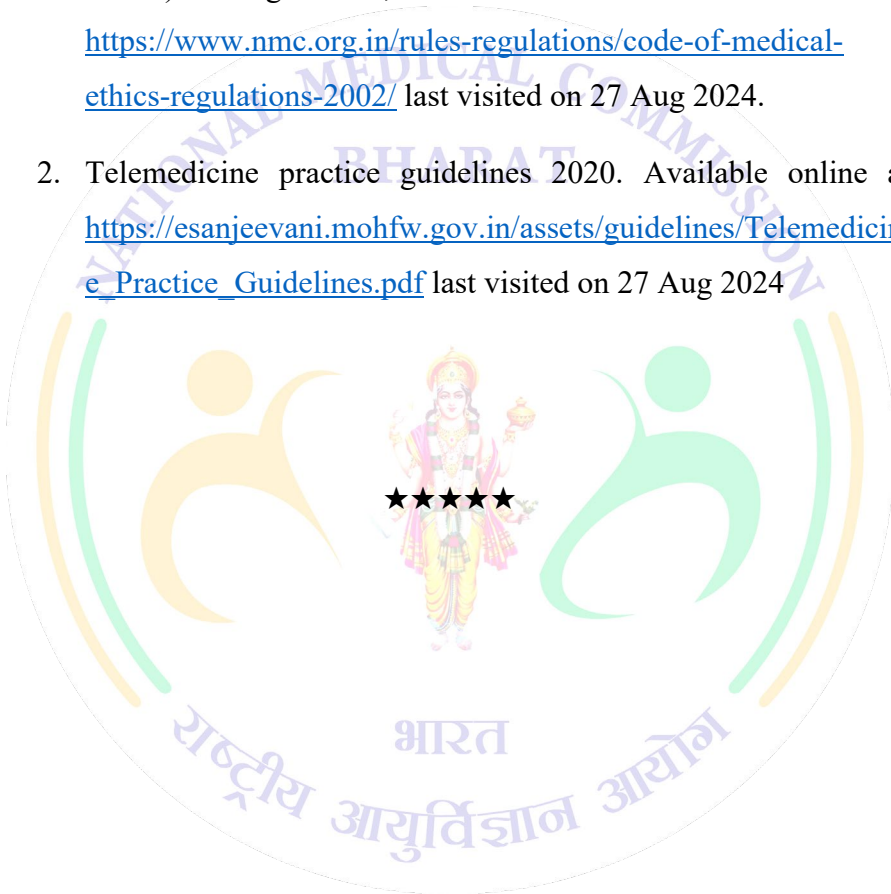 https://www.nmc.org.in/rules-regulations/code-of-medical-
ethics-regulations-2002/ last visited on 27 Aug 2024.
2. Telemedicine practice guidelines 2020. Available online
https://esanjeevani.mohfw.gov.in/assets/guidelines/Telemedicin
e_Practice_Guidelines.pdf last visited on 27 Aug 2024
★★★★★
NATIONAL MEDICAL COMMISSION
BHARAT
भारत
राष्ट्रीय आयुर्विज्ञान आयोग